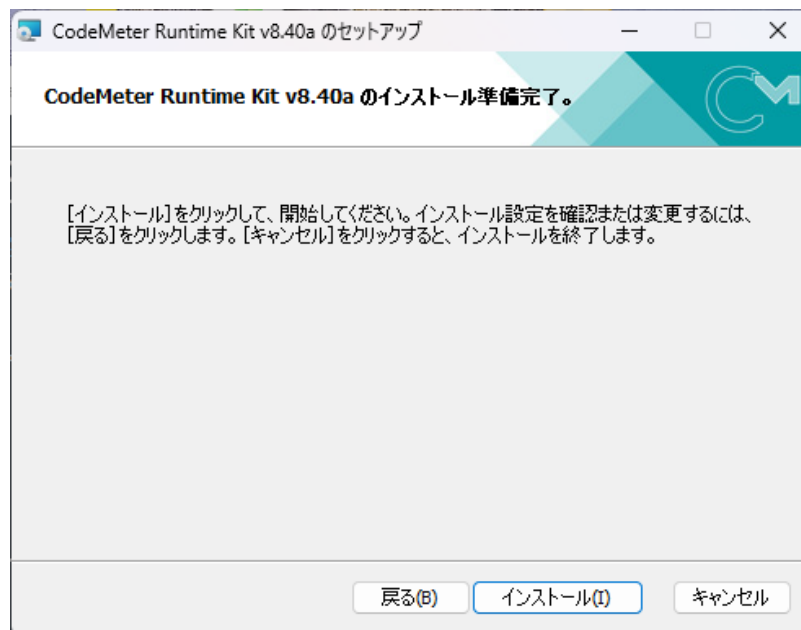 CodeMeter Runtime Kit v8.40a のセットアップ
CodeMeter Runtime Kit v8.40a のインストール準備完了。
CM
[インストール]をクリックして、開始してください。インストール設定を確認または変更するには、
[戻る]をクリックします。[キャンセル]をクリックすると、インストールを終了します。
戻る(B) インストール(I) キャンセル